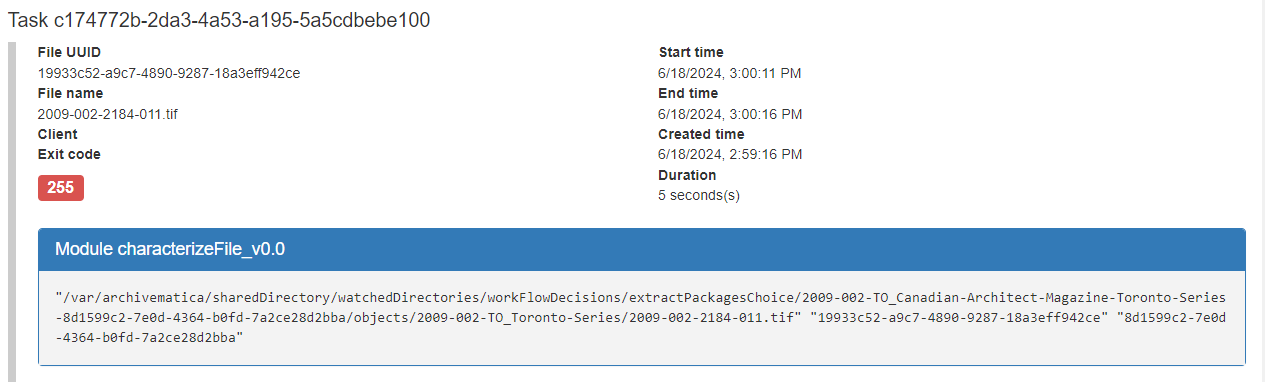 Task c174772b-2da3-4a53-a195-5a5cdbebe100
File UUID
19933c52-a9c7-4890-9287-18a3eff942ce
File name
2009-002-2184-011.tif
Client
Exit code
255
Start time
6/18/2024, 3:00:11 PM
End time
6/18/2024, 3:00:16 PM
Created time
6/18/2024, 2:59:16 PM
Duration
5 seconds(s)
Module characterizeFile_v0.0
"/var/archivematica/sharedDirectory/watchedDirectories/workFlowDecisions/extractPackagesChoice/2009-002-TO_Canadian-Architect-Magazine-Toronto-Series
-8d1599c2-7e0d-4364-b0fd-7a2ce28d2bba/objects/2009-002-TO_Toronto-Series/2009-002-2184-011.tif" "19933c52-a9c7-4890-9287-18a3eff942ce" "8d1599c2-7e0d
-4364-b0fd-7a2ce28d2bba"